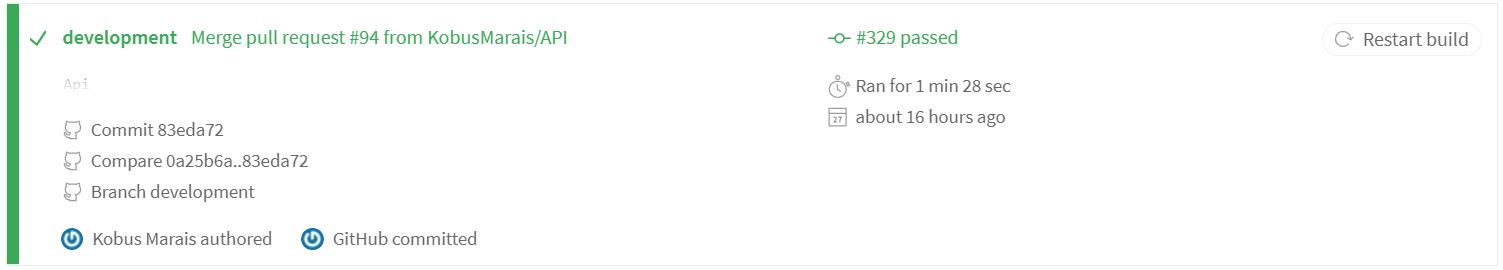 development Merge pull request #94 from KobusMarais/API
#329 passed
Restart build
Api
Ran for 1 min 28 sec
27
about 16 hours ago
Commit 83eda72
Compare 0a25b6a..83eda72
Branch development
Kobus Marais authored
GitHub committed